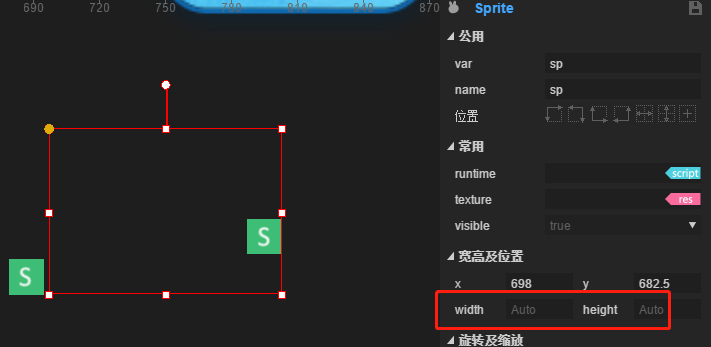 690 720 750 780 810 840 870
Sprite
公用
var sp
name sp
位置
常用
runtime script
texture res
visible true
宽高及位置
x 698 y 682.5
width Auto height Auto
旋转及缩放
S
S